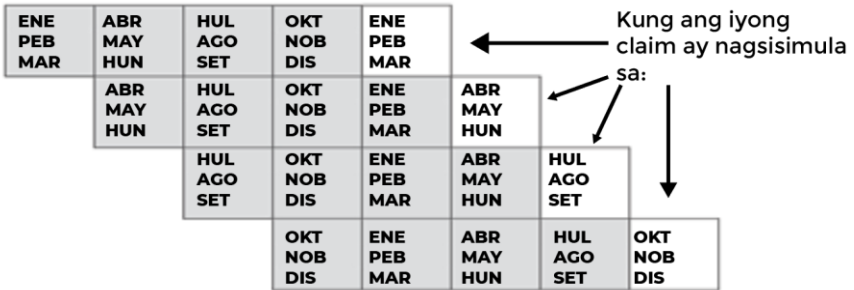 ENE ABR HUL OKT ENE
PEB MAY AGO NOB PEB
MAR HUN SET DIS MAR
Kung ang iyong
claim ay nagsisimula
sa:
ABR HUL OKT ENE ABR
MAY AGO NOB PEB MAY
HUN SET DIS MAR HUN
HUL OKT ENE ABR HUL
AGO NOB PEB MAY AGO
SET DIS MAR HUN SET
OKT ENE ABR HUL OKT
NOB PEB MAY AGO NOB
DIS MAR HUN SET DIS